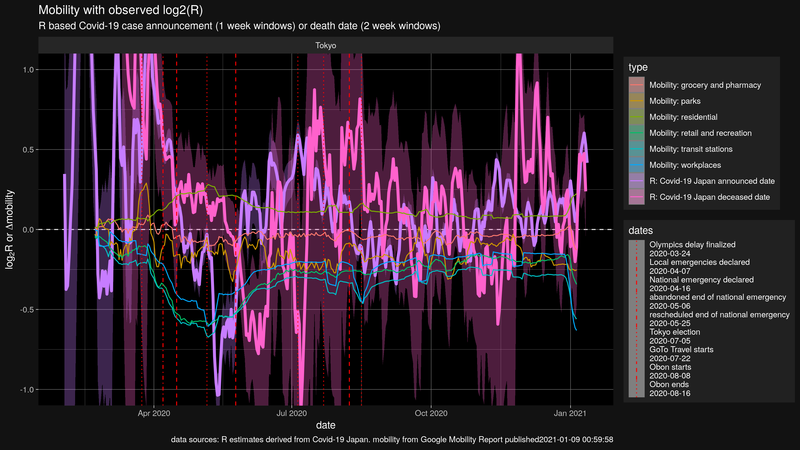 Mobility with observed log2(R)
R based Covid-19 case announcement (1 week windows) or death date (2 week windows)
Tokyo
1.0
0.5
0.0
-0.5
-1.0
log2R or Δmobility
Apr 2020
Jul 2020
Oct 2020
Jan 2021
date
data sources: R estimates derived from Covid-19 Japan. mobility from Google Mobility Report published2021-01-09 00:59:58
type
Mobility: grocery and pharmacy
Mobility: parks
Mobility: residential
Mobility: retail and recreation
Mobility: transit stations
Mobility: workplaces
R: Covid-19 Japan announced date
R: Covid-19 Japan deceased date
dates
Olympics delay finalized
2020-03-24
Local emergencies declared
2020-04-07
National emergency declared
2020-04-16
abandoned end of national emergency
2020-05-06
rescheduled end of national emergency
2020-05-25
Tokyo election
2020-07-05
GoTo Travel starts
2020-07-22
Obon starts
2020-08-08
Obon ends
2020-08-16